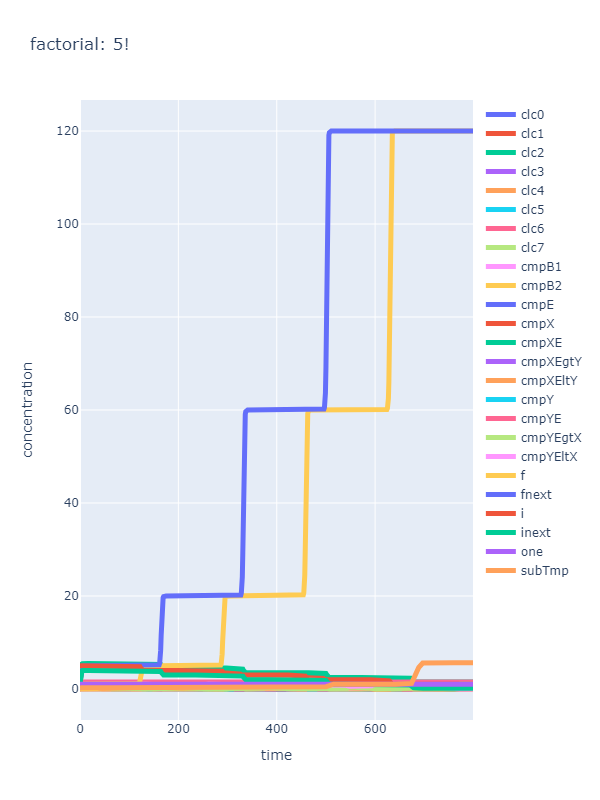 factorial: 5!
120
100
80
60
40
20
0
0
200
400
600
time
concentration
clc0
clc1
clc2
clc3
clc4
clc5
clc6
clc7
cmpB1
cmpB2
cmpE
cmpX
cmpXE
cmpXEgtY
cmpXEltY
cmpY
cmpYE
cmpYEgtX
cmpYEltX
f
fnext
i
inext
one
subTmp